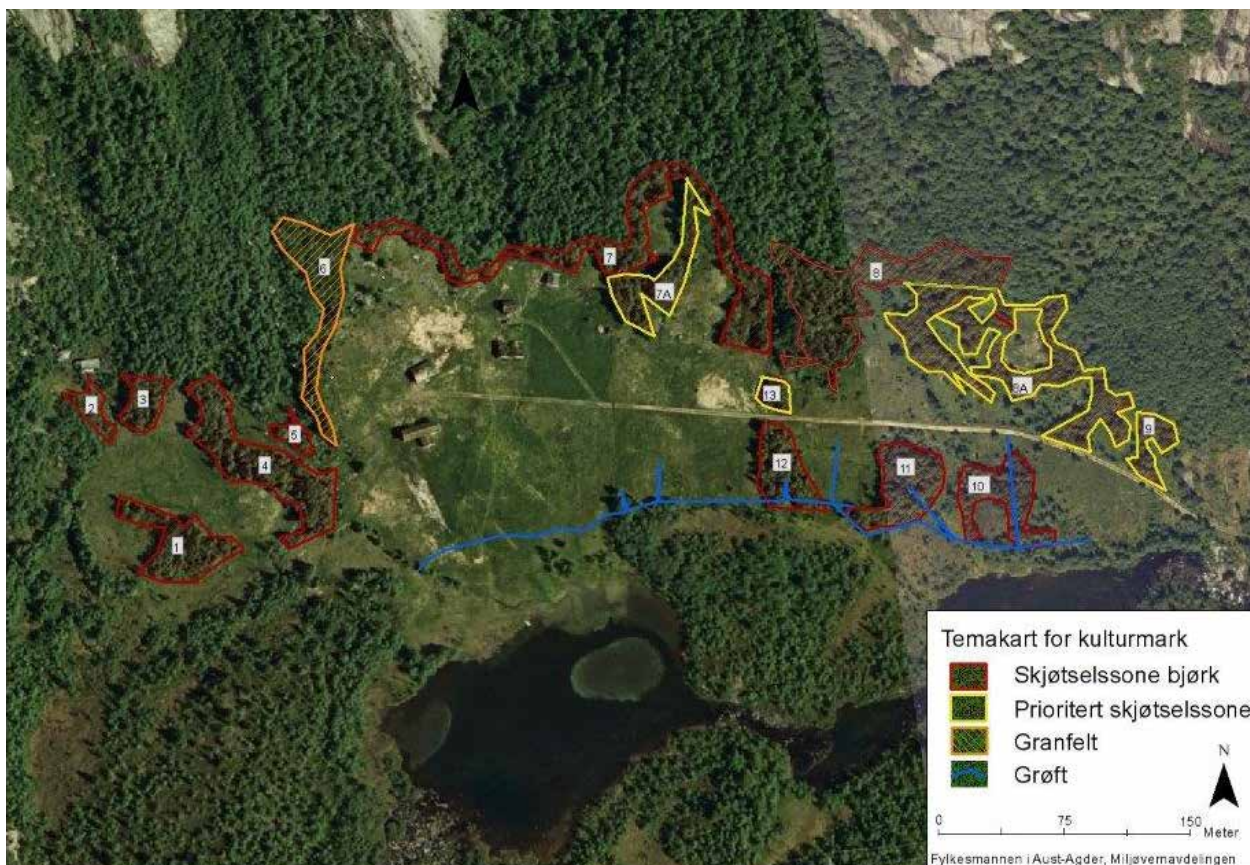 7
8
7A
6
8A
13
2
3
9
5
4
12
11
10
1
Temakart for kulturmark
Skjøtselssone bjørk
Prioritert skjøtselssone
Granfelt
Grøft
N
0 75 150
Meter
Fylkesmannen i Aust-Agder, Miljøvernavdelingen